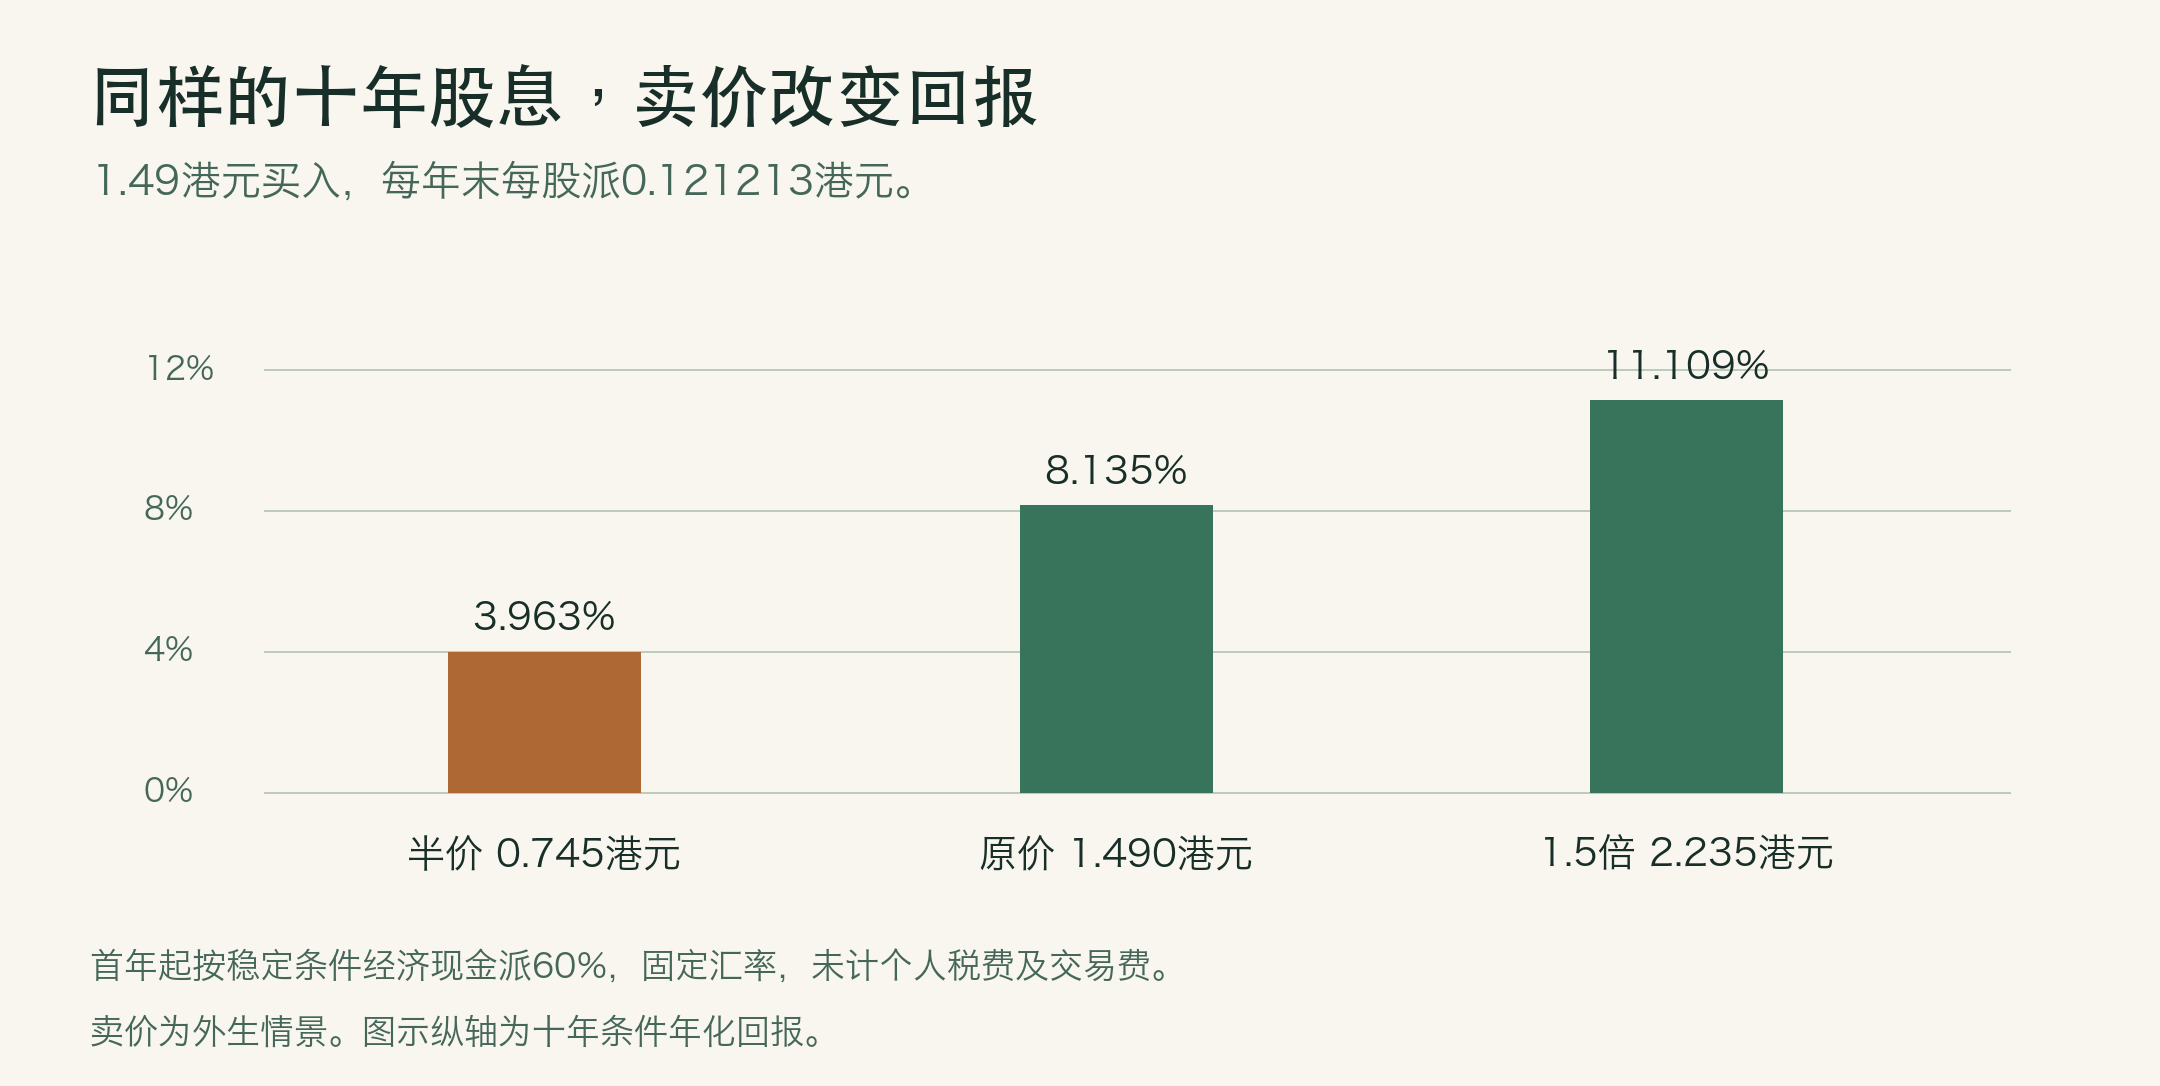 同样的十年股息，卖价改变回报
1.49港元买入，每年末每股派0.121213港元。
12%
11.109%
8.135%
8%
3.963%
4%
0%
半价 0.745港元
原价 1.490港元
1.5倍 2.235港元
首年起按稳定条件经济现金派60%，固定汇率，未计个人税费及交易费。
卖价为外生情景。图示纵轴为十年条件年化回报。